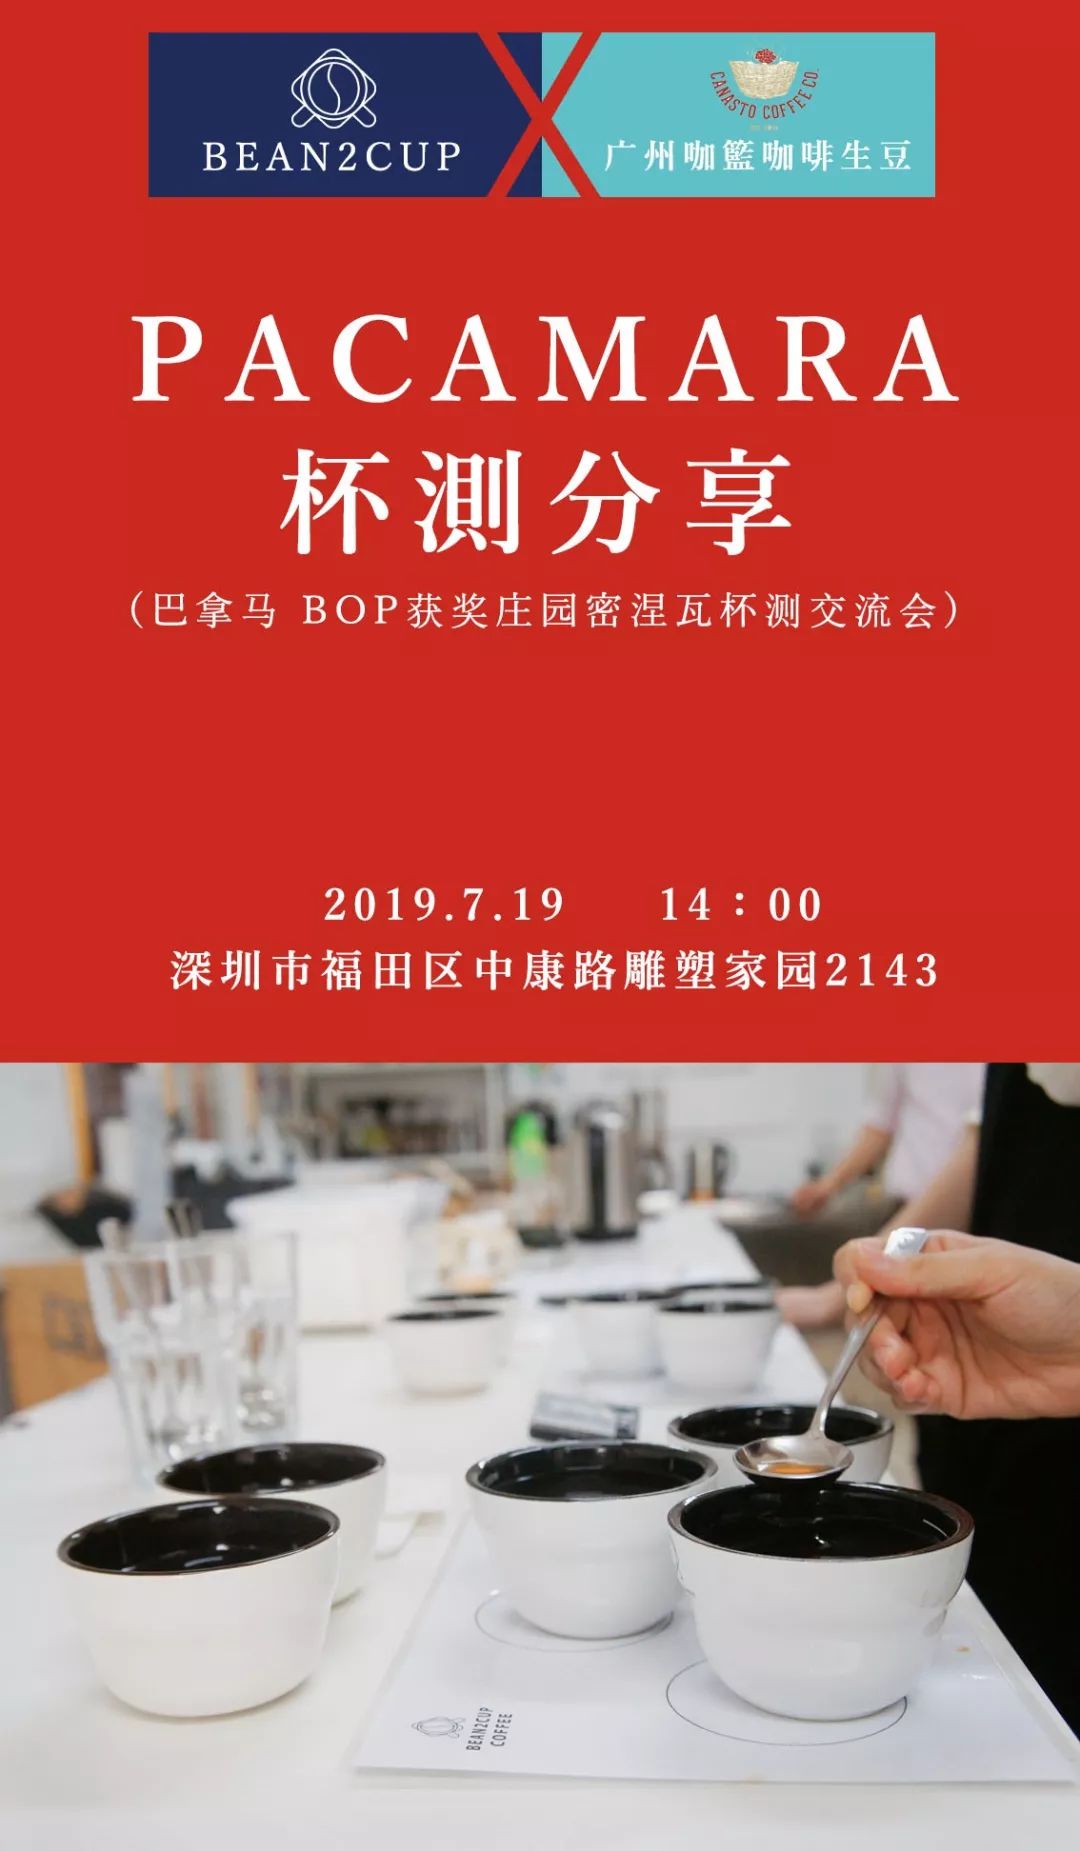 BEAN2CUP
CANASTO COFFEE CO.
广州咖籃咖啡生豆
PACAMARA
杯測分享
（巴拿马 BOP获奖庄园密涅瓦杯测交流会）
2019.7.19 14：00
深圳市福田区中康路雕塑家园2143
BEAN2CUP
COFFEE